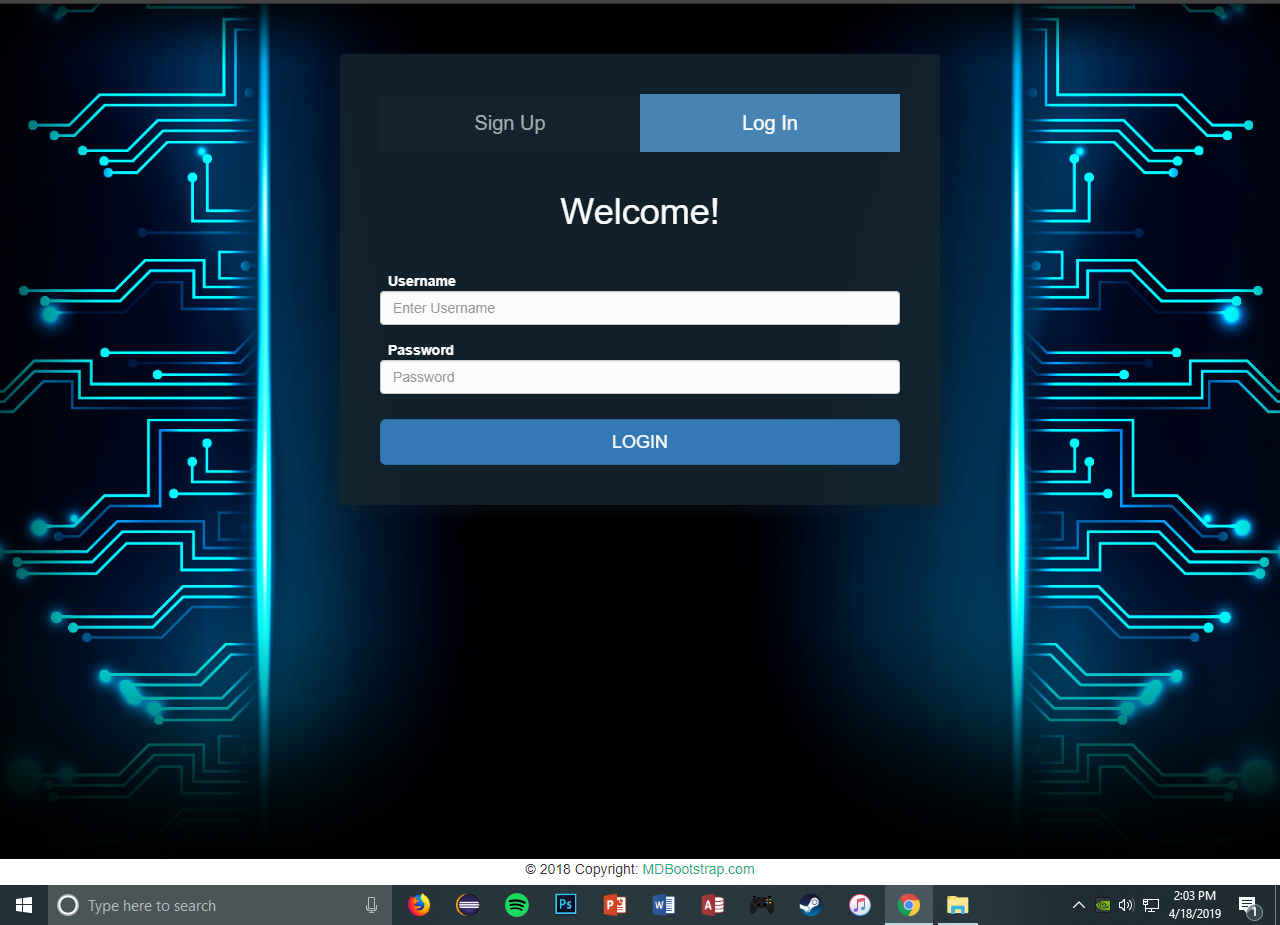 Sign Up
Log In
Welcome!
Username
Enter Username
Password
Password
LOGIN
© 2018 Copyright: MDBootstrap.com
Type here to search
Ps
P
W
A
2:03 PM
4/18/2019
1